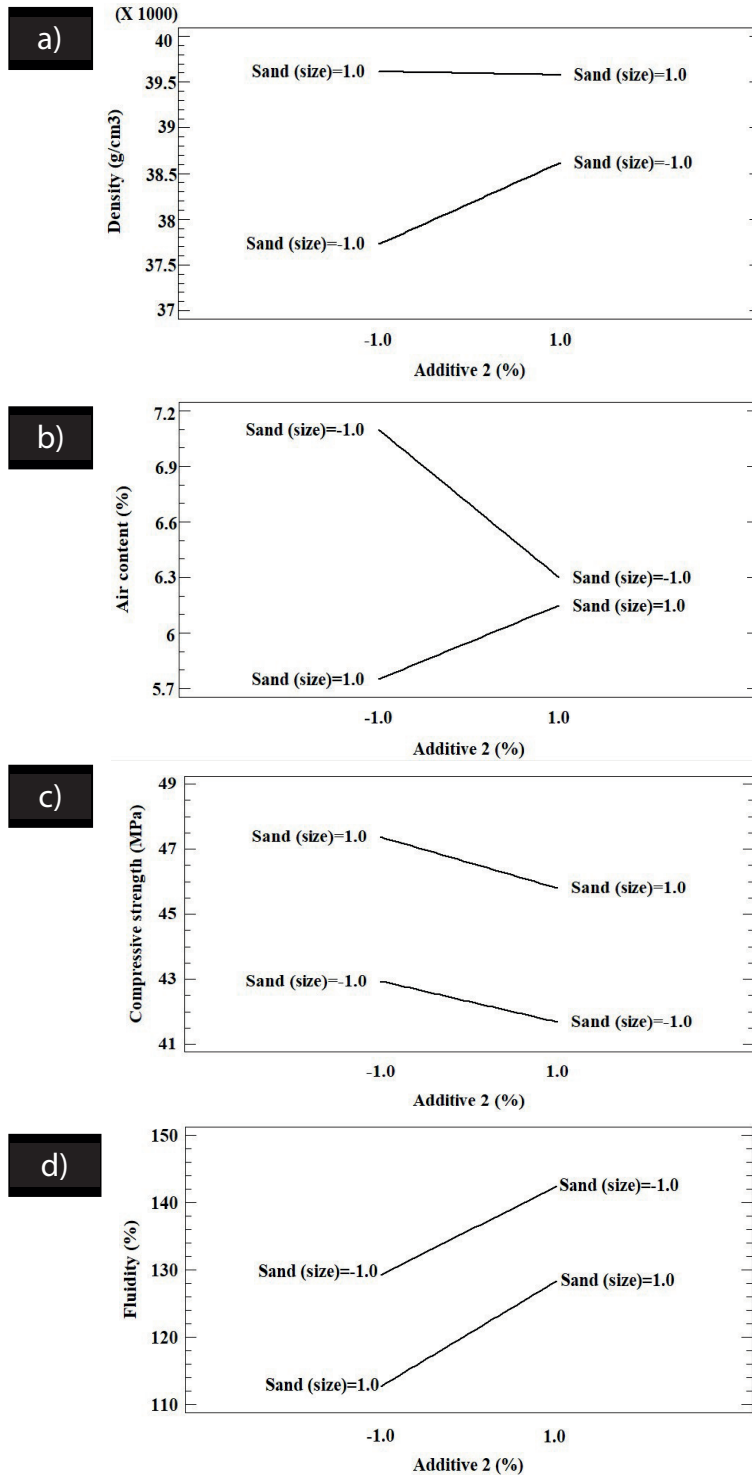 a)
(X 1000)
40
39.5
39
38.5
38
37.5
37
Density (g/cm3)
Sand (size)=1.0
Sand (size)=1.0
Sand (size)=-1.0
Sand (size)=-1.0
-1.0
1.0
Additive 2 (%)
b)
7.2
6.9
6.6
6.3
6
5.7
Air content (%)
Sand (size)=-1.0
Sand (size)=-1.0
Sand (size)=1.0
Sand (size)=1.0
-1.0
1.0
Additive 2 (%)
c)
49
47
45
43
41
Compressive strength (MPa)
Sand (size)=1.0
Sand (size)=1.0
Sand (size)=-1.0
Sand (size)=-1.0
-1.0
1.0
Additive 2 (%)
d)
150
140
130
120
110
Fluidity (%)
Sand (size)=-1.0
Sand (size)=-1.0
Sand (size)=1.0
Sand (size)=1.0
-1.0
1.0
Additive 2 (%)